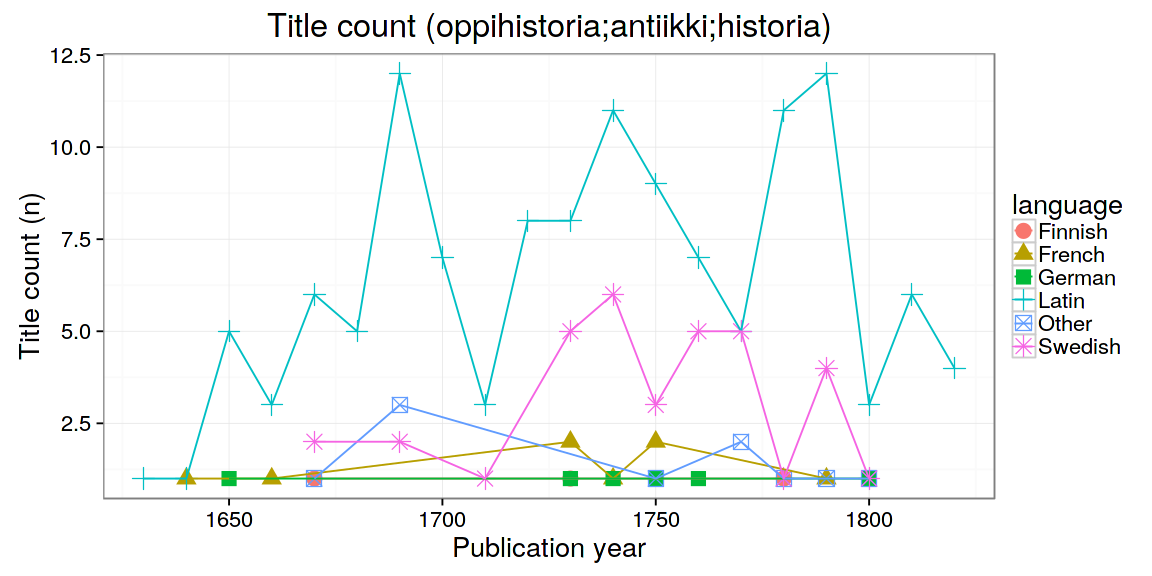 Title count (oppihistoria;antiikki;historia)
12.5
10.0
7.5
5.0
2.5
Title count (n)
1650 1700 1750 1800
Publication year
language
Finnish
French
German
Latin
Other
Swedish